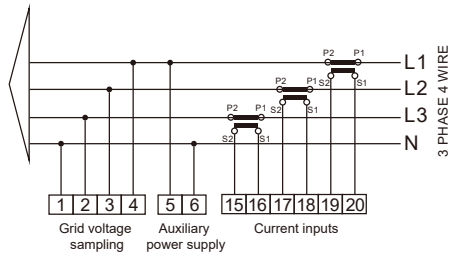 P2 P1
L1
S2 S1
P2 P1
L2
S2 S1
P2 P1
L3
S2 S1
N
3 PHASE 4 WIRE
1 2 3 4 5 6 15 16 17 18 19 20
Grid voltage
sampling
Auxiliary
power supply
Current inputs